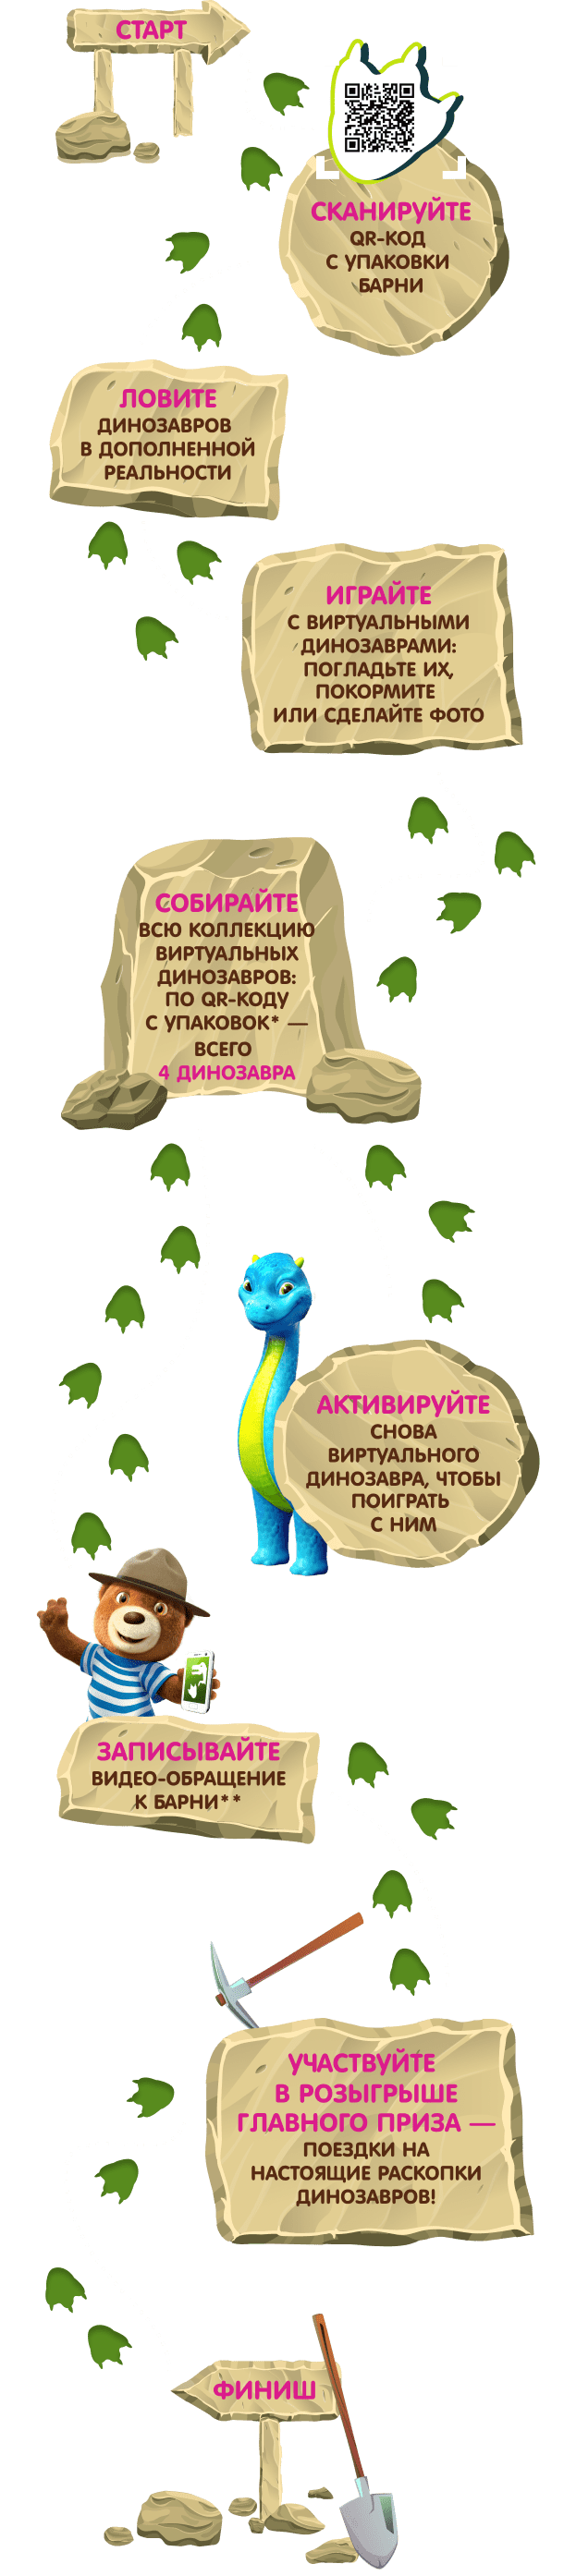 СТАРТ
СКАНИРУЙТЕ
QR-КОД
С УПАКОВКИ
БАРНИ
ЛОВИТЕ
ДИНОЗАВРОВ
В ДОПОЛНЕННОЙ
РЕАЛЬНОСТИ
ИГРАЙТЕ
С ВИРТУАЛЬНЫМИ
ДИНОЗАВРАМИ:
ПОГЛАДЬТЕ ИХ,
ПОКОРМИТЕ
ИЛИ СДЕЛАЙТЕ ФОТО
СОБИРАЙТЕ
ВСЮ КОЛЛЕКЦИЮ
ВИРТУАЛЬНЫХ
ДИНОЗАВРОВ:
ПО QR-КОДУ
С УПАКОВОК* —
ВСЕГО
4 ДИНОЗАВРА
АКТИВИРУЙТЕ
СНОВА
ВИРТУАЛЬНОГО
ДИНОЗАВРА, ЧТОБЫ
ПОИГРАТЬ
С НИМ
ЗАПИСЫВАЙТЕ
ВИДЕО-ОБРАЩЕНИЕ
К БАРНИ**
УЧАСТВУЙТЕ
В РОЗЫГРЫШЕ
ГЛАВНОГО ПРИЗА —
ПОЕЗДКИ НА
НАСТОЯЩИЕ РАСКОПКИ
ДИНОЗАВРОВ!
ФИНИШ